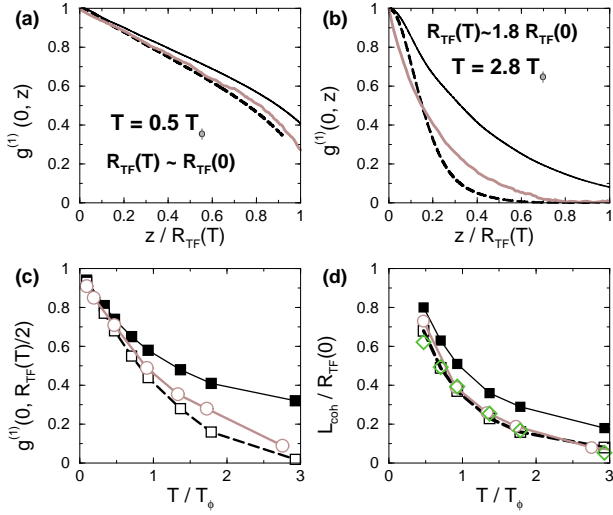 (a)
1
0.8
0.6
0.4
0.2
0
g(1) (0, z)
T = 0.5 Tϕ
RTF(T) ~ RTF(0)
0 0.2 0.4 0.6 0.8 1
z / RTF(T)
(b)
1
0.8
0.6
0.4
0.2
0
g(1)(0, z)
RTF(T)~1.8 RTF(0)
T = 2.8 Tϕ
0 0.2 0.4 0.6 0.8 1
z / RTF(T)
(c)
1
0.8
0.6
0.4
0.2
0
g(1)(0, RTF(T)/2)
0 1 2 3
T / Tϕ
(d)
1
0.8
0.6
0.4
0.2
0
Lcoh / RTF(0)
0 1 2 3
T / Tϕ